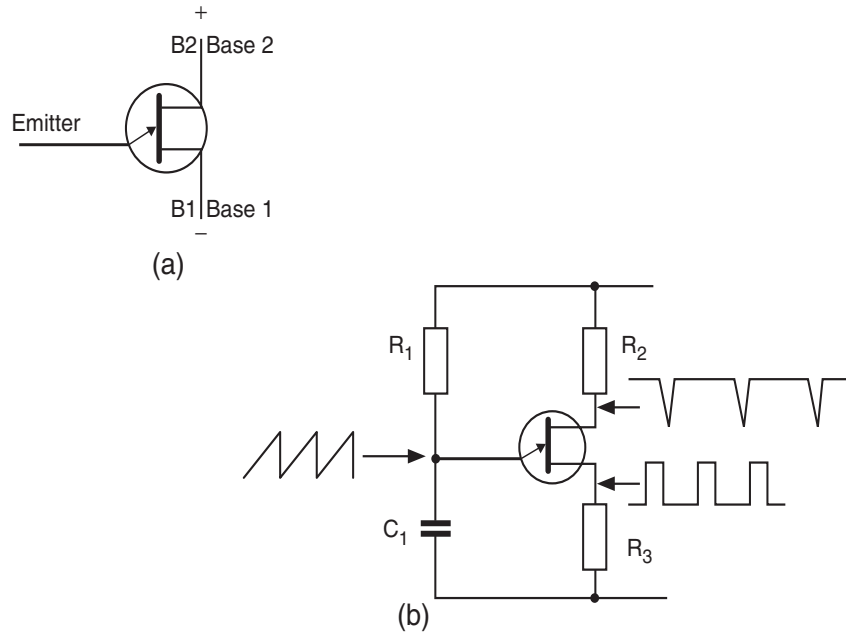 +
B2 Base 2
Emitter
B1 Base 1
−
(a)
R1
R2
C1
R3
(b)